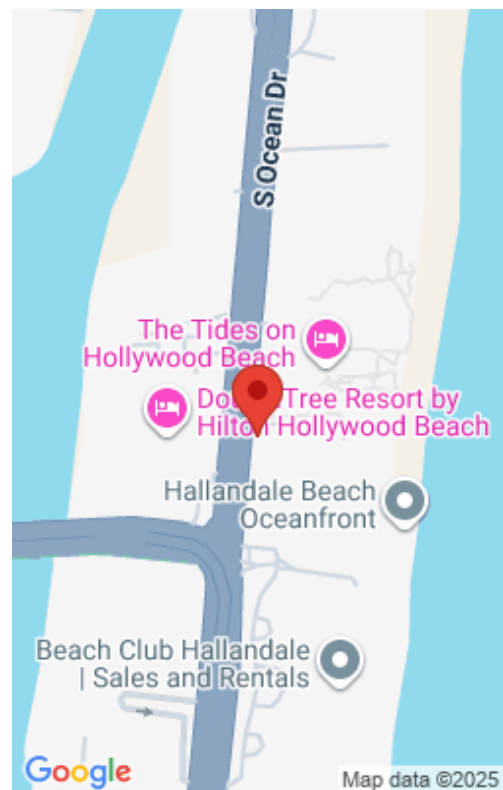 S Ocean Dr
The Tides on
Hollywood Beach
Tree Resort by
Hilton Hollywood Beach
Hallandale Beach
Oceanfront
Beach Club Hallandale
| Sales and Rentals
Google
Map data ©2025